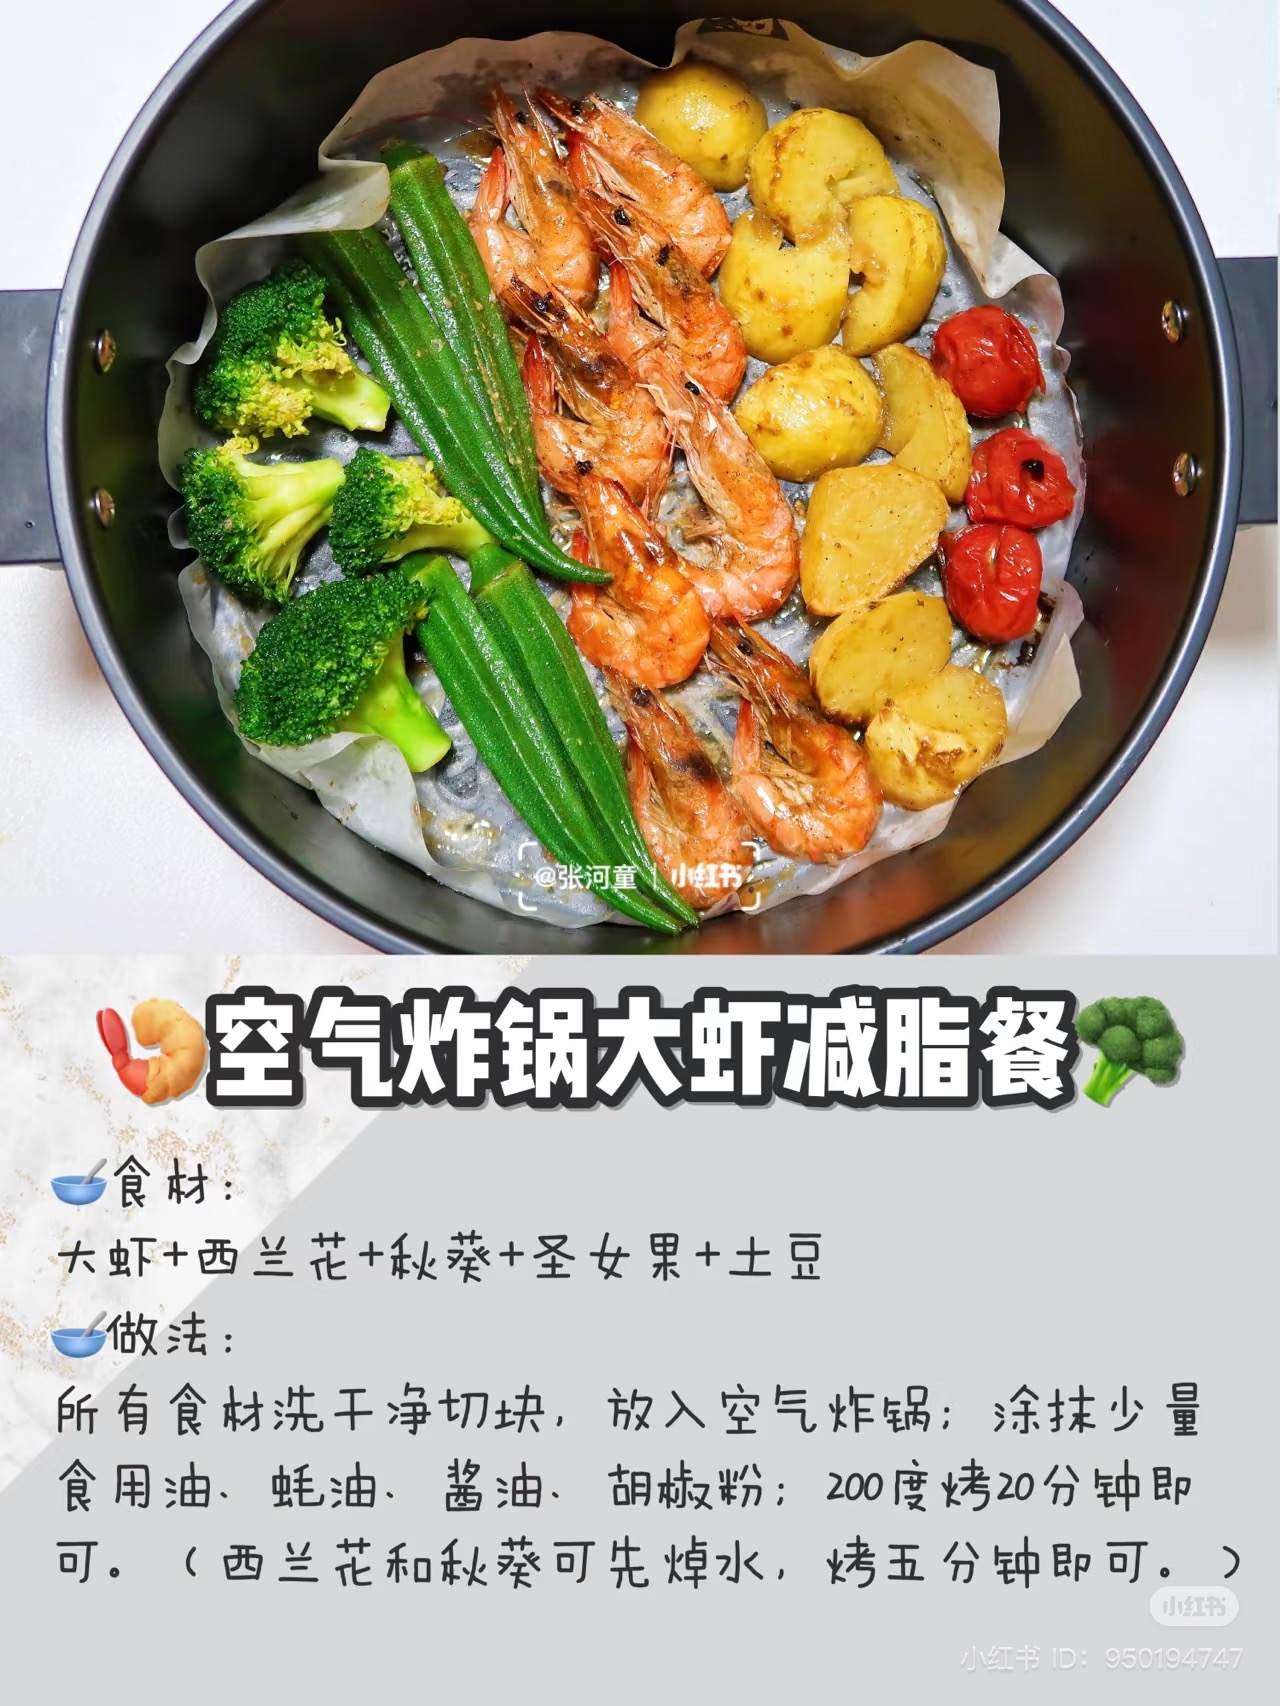 @张河童 | 小红书
空气炸锅大虾减脂餐
食材：
大虾+西兰花+秋葵+圣女果+土豆
做法：
所有食材洗干净切块，放入空气炸锅；涂抹少量
食用油、蚝油、酱油、胡椒粉；200度烤20分钟即
可。（西兰花和秋葵可先焯水，烤五分钟即可。）
小红书
小红书 ID：950194747